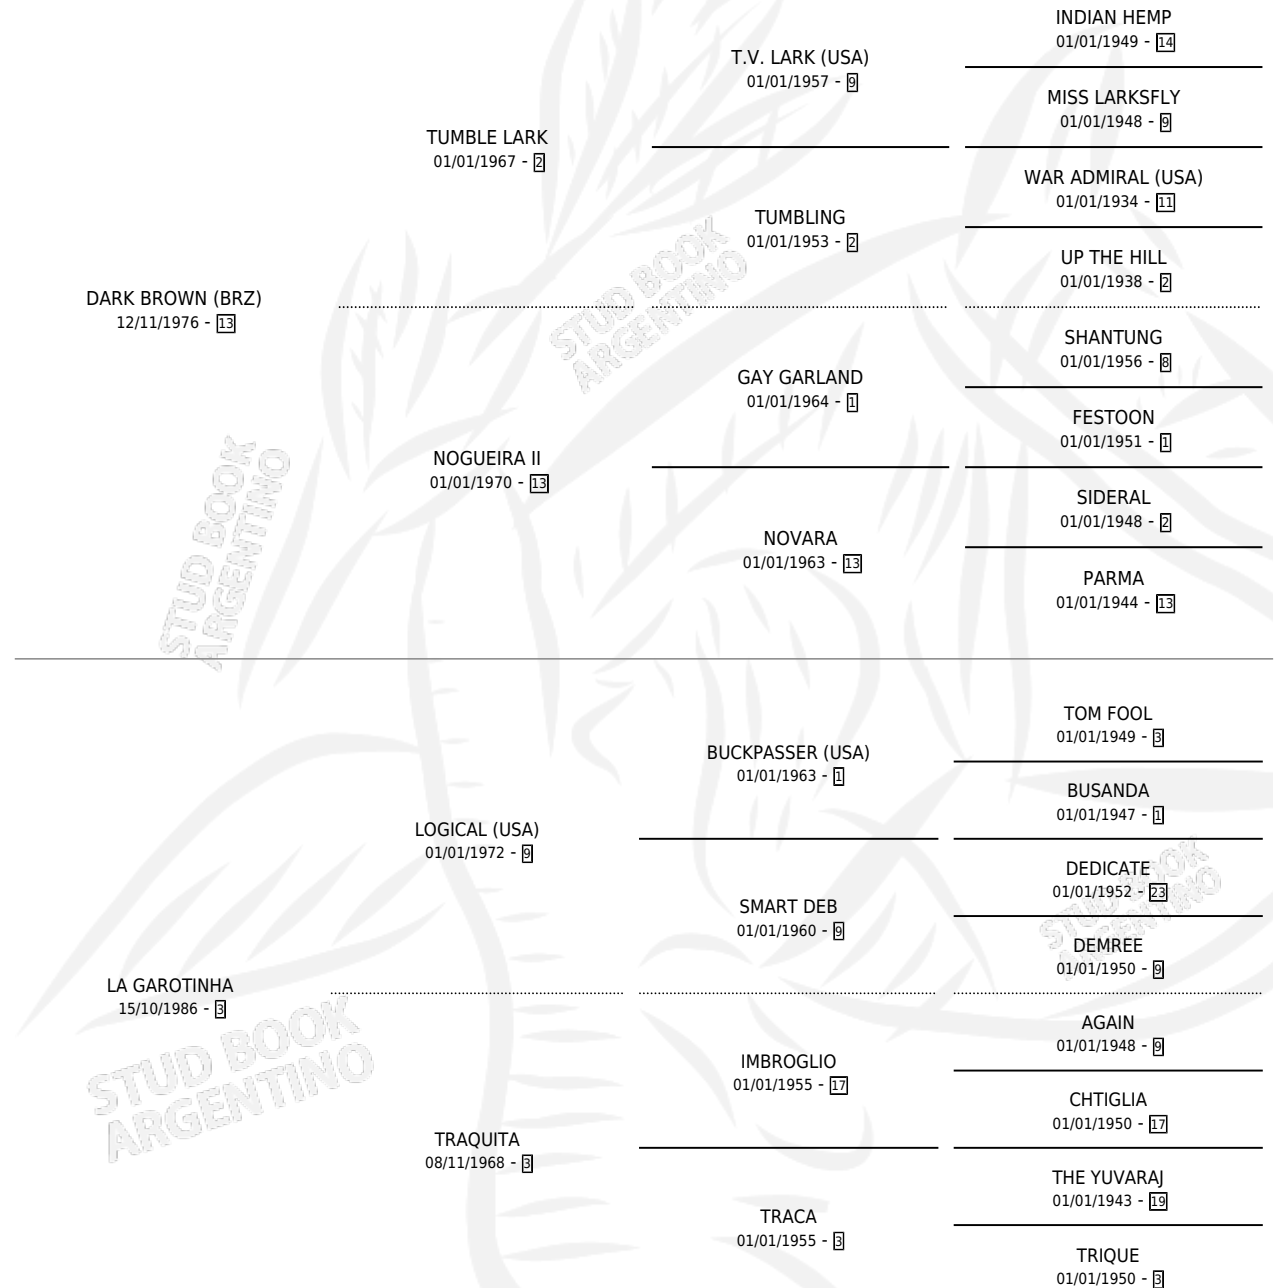 INDIAN HEMP
01/01/1949 - 14
T.V. LARK (USA)
01/01/1957 - 9
MISS LARKSFLY
01/01/1948 - 9
TUMBLE LARK
01/01/1967 - 2
WAR ADMIRAL (USA)
01/01/1934 - 11
TUMBLING
01/01/1953 - 2
UP THE HILL
01/01/1938 - 2
DARK BROWN (BRZ)
12/11/1976 - 13
SHANTUNG
01/01/1956 - 8
GAY GARLAND
01/01/1964 - 1
FESTOON
01/01/1951 - 1
NOGUEIRA II
01/01/1970 - 13
SIDERAL
01/01/1948 - 2
NOVARA
01/01/1963 - 13
PARMA
01/01/1944 - 13
TOM FOOL
01/01/1949 - 3
BUCKPASSER (USA)
01/01/1963 - 1
BUSANDA
01/01/1947 - 1
LOGICAL (USA)
01/01/1972 - 9
DEDICATE
01/01/1952 - 23
SMART DEB
01/01/1960 - 9
DEMREE
01/01/1950 - 9
LA GAROTINHA
15/10/1986 - 3
AGAIN
01/01/1948 - 9
IMBROGLIO
01/01/1955 - 17
CHTIGLIA
01/01/1950 - 17
TRAQUITA
08/11/1968 - 3
THE YUVARAJ
01/01/1943 - 19
TRACA
01/01/1955 - 3
TRIQUE
01/01/1950 - 3
STUD BOOK
ARGENTINO
STUD BOOK
ARGENTINO
STUD BOOK
ARGENTINO
STUD BOOK
ARGENTINO